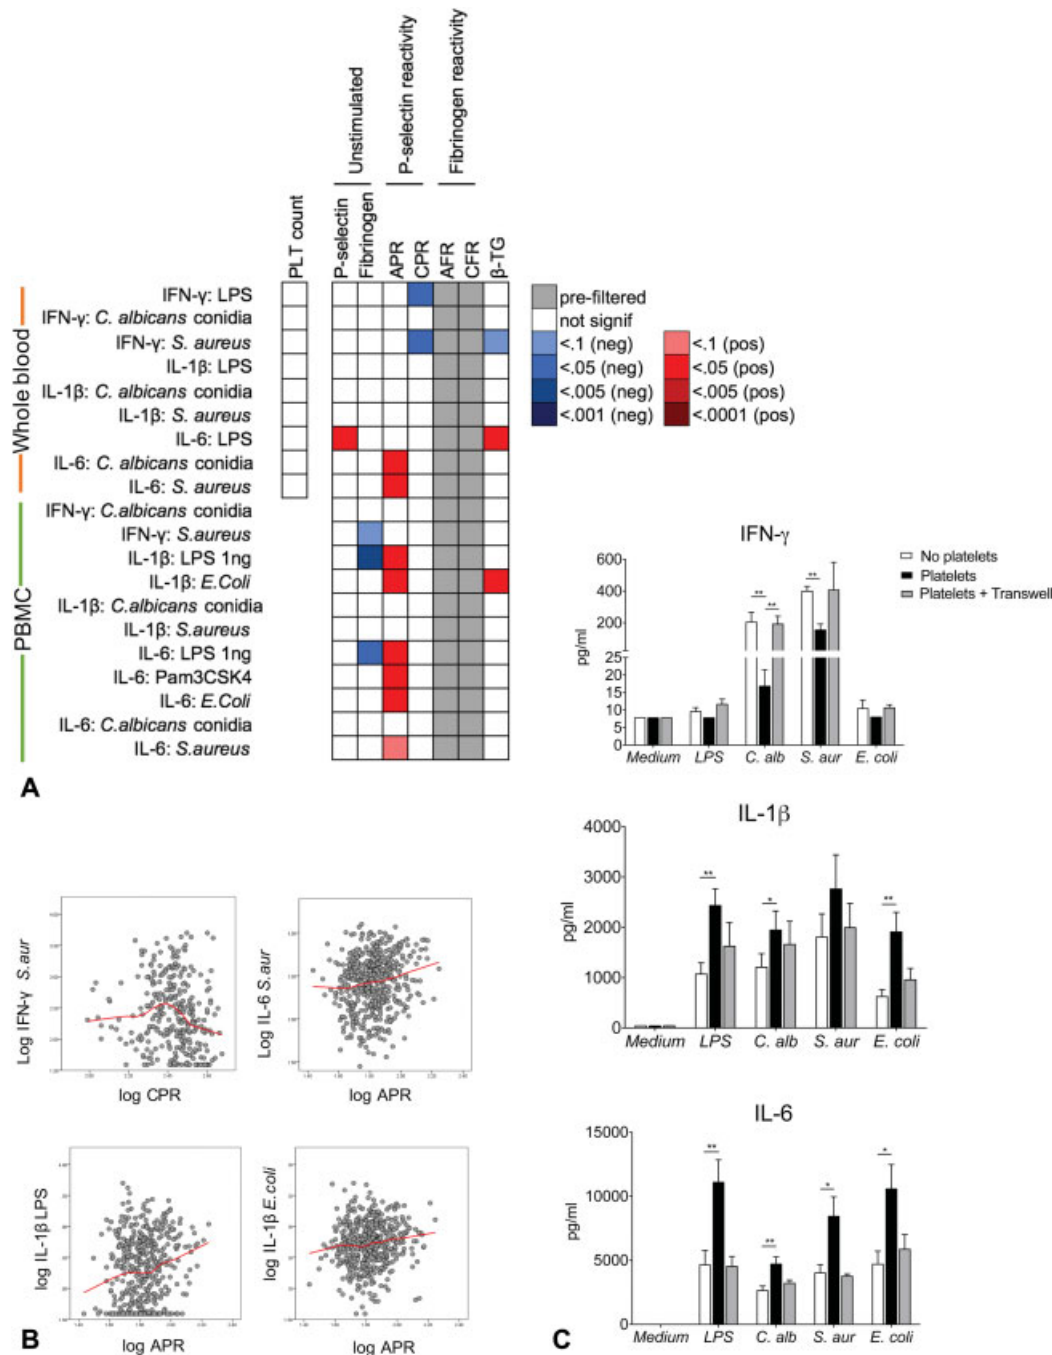 Unstimulated
P-selectin reactivity
Fibrinogen reactivity
PLT count
P-selectin
Fibrinogen
APR
CPR
AFR
CFR
β-TG
Whole blood
IFN-γ: LPS
IFN-γ: C. albicans conidia
IFN-γ: S. aureus
IL-1β: LPS
IL-1β: C. albicans conidia
IL-1β: S. aureus
IL-6: LPS
IL-6: C. albicans conidia
IL-6: S. aureus
PBMC
IFN-γ: C.albicans conidia
IFN-γ: S.aureus
IL-1β: LPS 1ng
IL-1β: E.Coli
IL-1β: C.albicans conidia
IL-1β: S.aureus
IL-6: LPS 1ng
IL-6: Pam3CSK4
IL-6: E.Coli
IL-6: C.albicans conidia
IL-6: S.aureus
pre-filtered
not signif
<.1 (neg) <.1 (pos)
<.05 (neg) <.05 (pos)
<.005 (neg) <.005 (pos)
<.001 (neg) <.0001 (pos)
A
Log IFN-γ S.aur
log CPR
Log IL-6 S.aur
log APR
log IL-1β LPS
log APR
log IL-1β E.coli
log APR
B
IFN-γ
No platelets
Platelets
Platelets + Transwell
pg/ml
600
400
200
25
20
15
10
5
0
** ** **
Medium LPS C. alb S. aur E. coli
IL-1β
pg/ml
4000
3000
2000
1000
0
** * **
Medium LPS C. alb S. aur E. coli
IL-6
pg/ml
15000
10000
5000
0
** ** * *
Medium LPS C. alb S. aur E. coli
C